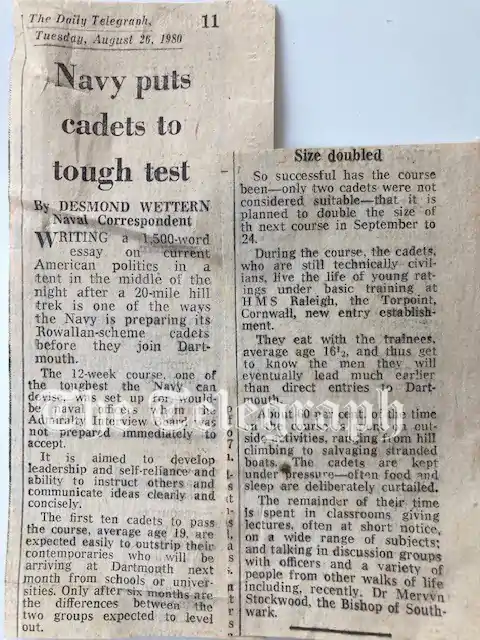 The Daily Telegraph,
Tuesday, August 26, 1980
11
Navy puts
cadets to
tough test
By DESMOND WETTERN
Naval Correspondent
WRITING a 1,500-word
essay on current
American politics in a
tent in the middle of the
night after a 20-mile hill
trek is one of the ways
the Navy is preparing its
Rowallan-scheme cadets
before they join Dart-
mouth.
The 12-week course, one of
the toughest the Navy can
devise, was set up for would-
be naval officers whom the
Admiralty Interview Board was
not prepared immediately to
accept.
It is aimed to develop
leadership and self-reliance and
ability to instruct others and
communicate ideas clearly and
concisely.
The first ten cadets to pass
the course, average age 19, are
expected easily to outstrip their
contemporaries who will be
arriving at Dartmouth next
month from schools or univer-
sities. Only after six months are
the differences between the
two groups expected to level
out.
Size doubled
So successful has the course
been—only two cadets were not
considered suitable—that it is
planned to double the size of
th next course in September to
24.
During the course, the cadets,
who are still technically civil-
ians, live the life of young rat-
ings under basic training at
H M S Raleigh, the Torpoint,
Cornwall, new entry establish-
ment.
They eat with the trainees,
average age 16½, and thus get
to know the men they will
eventually lead much earlier
than direct entries to Dart-
mouth.
About per cent. of the time
is out-
side activities, ranging from hill
climbing to salvaging stranded
boats. The cadets are kept
under pressure—often food and
sleep are deliberately curtailed.
The remainder of their time
is spent in classrooms giving
lectures, often at short notice,
on a wide range of subjects;
and talking in discussion groups
with officers and a variety of
people from other walks of life
including, recently, Dr Mervyn
Stockwood, the Bishop of South-
wark.
The Telegraph